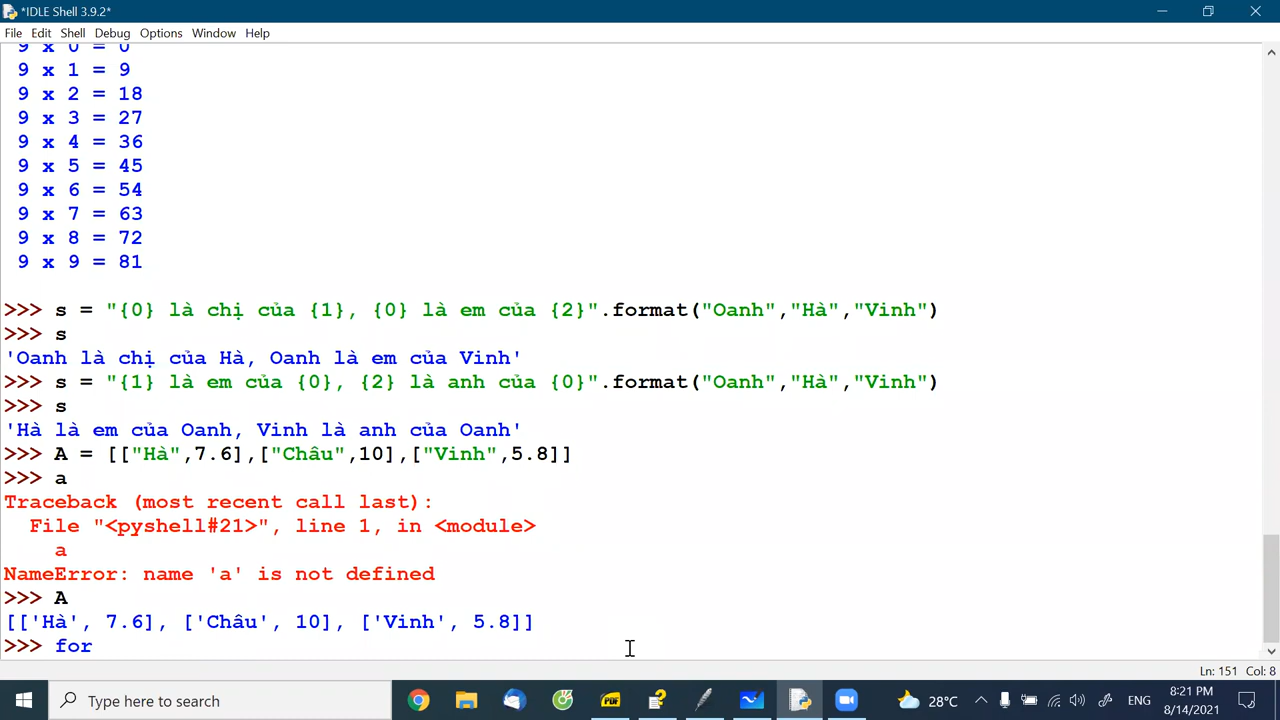 *IDLE Shell 3.9.2*
File Edit Shell Debug Options Window Help
9 x 0 = 0
9 x 1 = 9
9 x 2 = 18
9 x 3 = 27
9 x 4 = 36
9 x 5 = 45
9 x 6 = 54
9 x 7 = 63
9 x 8 = 72
9 x 9 = 81
>>> s = "{0} là chị của {1}, {0} là em của {2}".format("Oanh","Hà","Vinh")
>>> s
'Oanh là chị của Hà, Oanh là em của Vinh'
>>> s = "{1} là em của {0}, {2} là anh của {0}".format("Oanh","Hà","Vinh")
>>> s
'Hà là em của Oanh, Vinh là anh của Oanh'
>>> A = [["Hà",7.6],["Châu",10],["Vinh",5.8]]
>>> a
Traceback (most recent call last):
  File "<pyshell#21>", line 1, in <module>
    a
NameError: name 'a' is not defined
>>> A
[['Hà', 7.6], ['Châu', 10], ['Vinh', 5.8]]
>>> for
Ln: 151 Col: 8
Type here to search
PDF
28°C
ENG
8:21 PM
8/14/2021